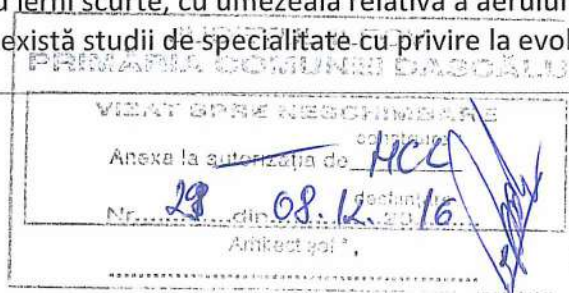 ierni scurte, cu umezeala relativă a aerului
există studii de specialitate cu privire la evol
PRIMĂRIA COMUNEI DASCĂLU
VIZAT SPRE NESCHIMBARE
construire
Anexa la autorizația de HCL
desființare
Nr. 29 din 08.12.2016
Arhitect șef,